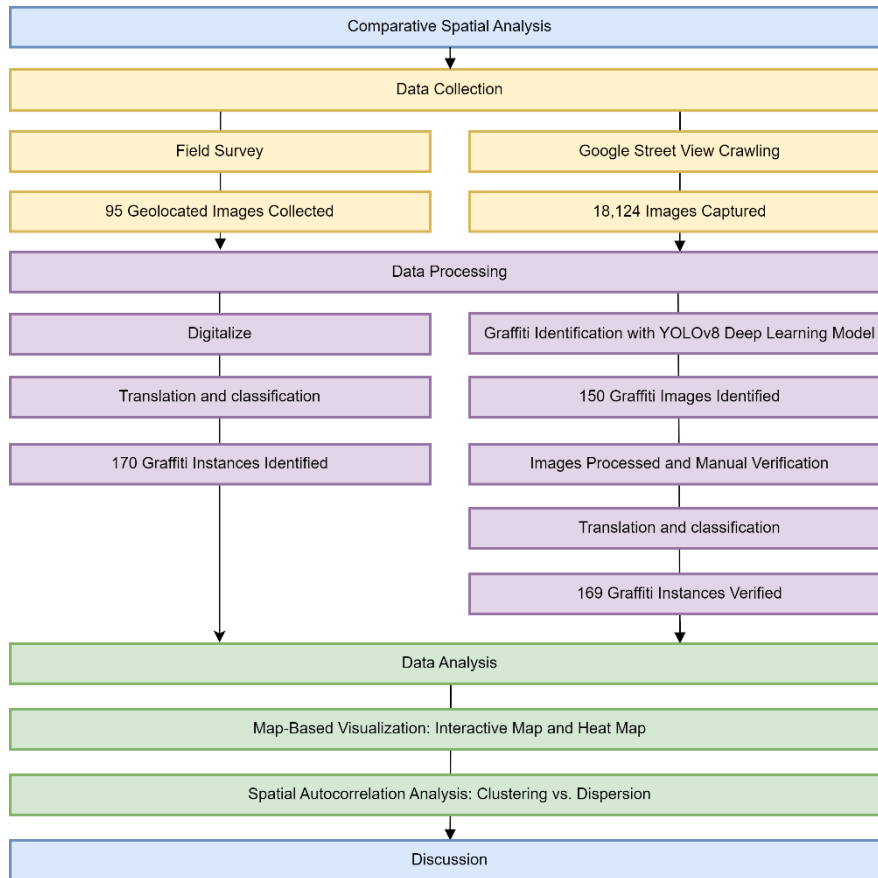 Comparative Spatial Analysis
Data Collection
Field Survey
Google Street View Crawling
95 Geolocated Images Collected
18,124 Images Captured
Data Processing
Digitalize
Graffiti Identification with YOLOv8 Deep Learning Model
Translation and classification
150 Graffiti Images Identified
170 Graffiti Instances Identified
Images Processed and Manual Verification
Translation and classification
169 Graffiti Instances Verified
Data Analysis
Map-Based Visualization: Interactive Map and Heat Map
Spatial Autocorrelation Analysis: Clustering vs. Dispersion
Discussion